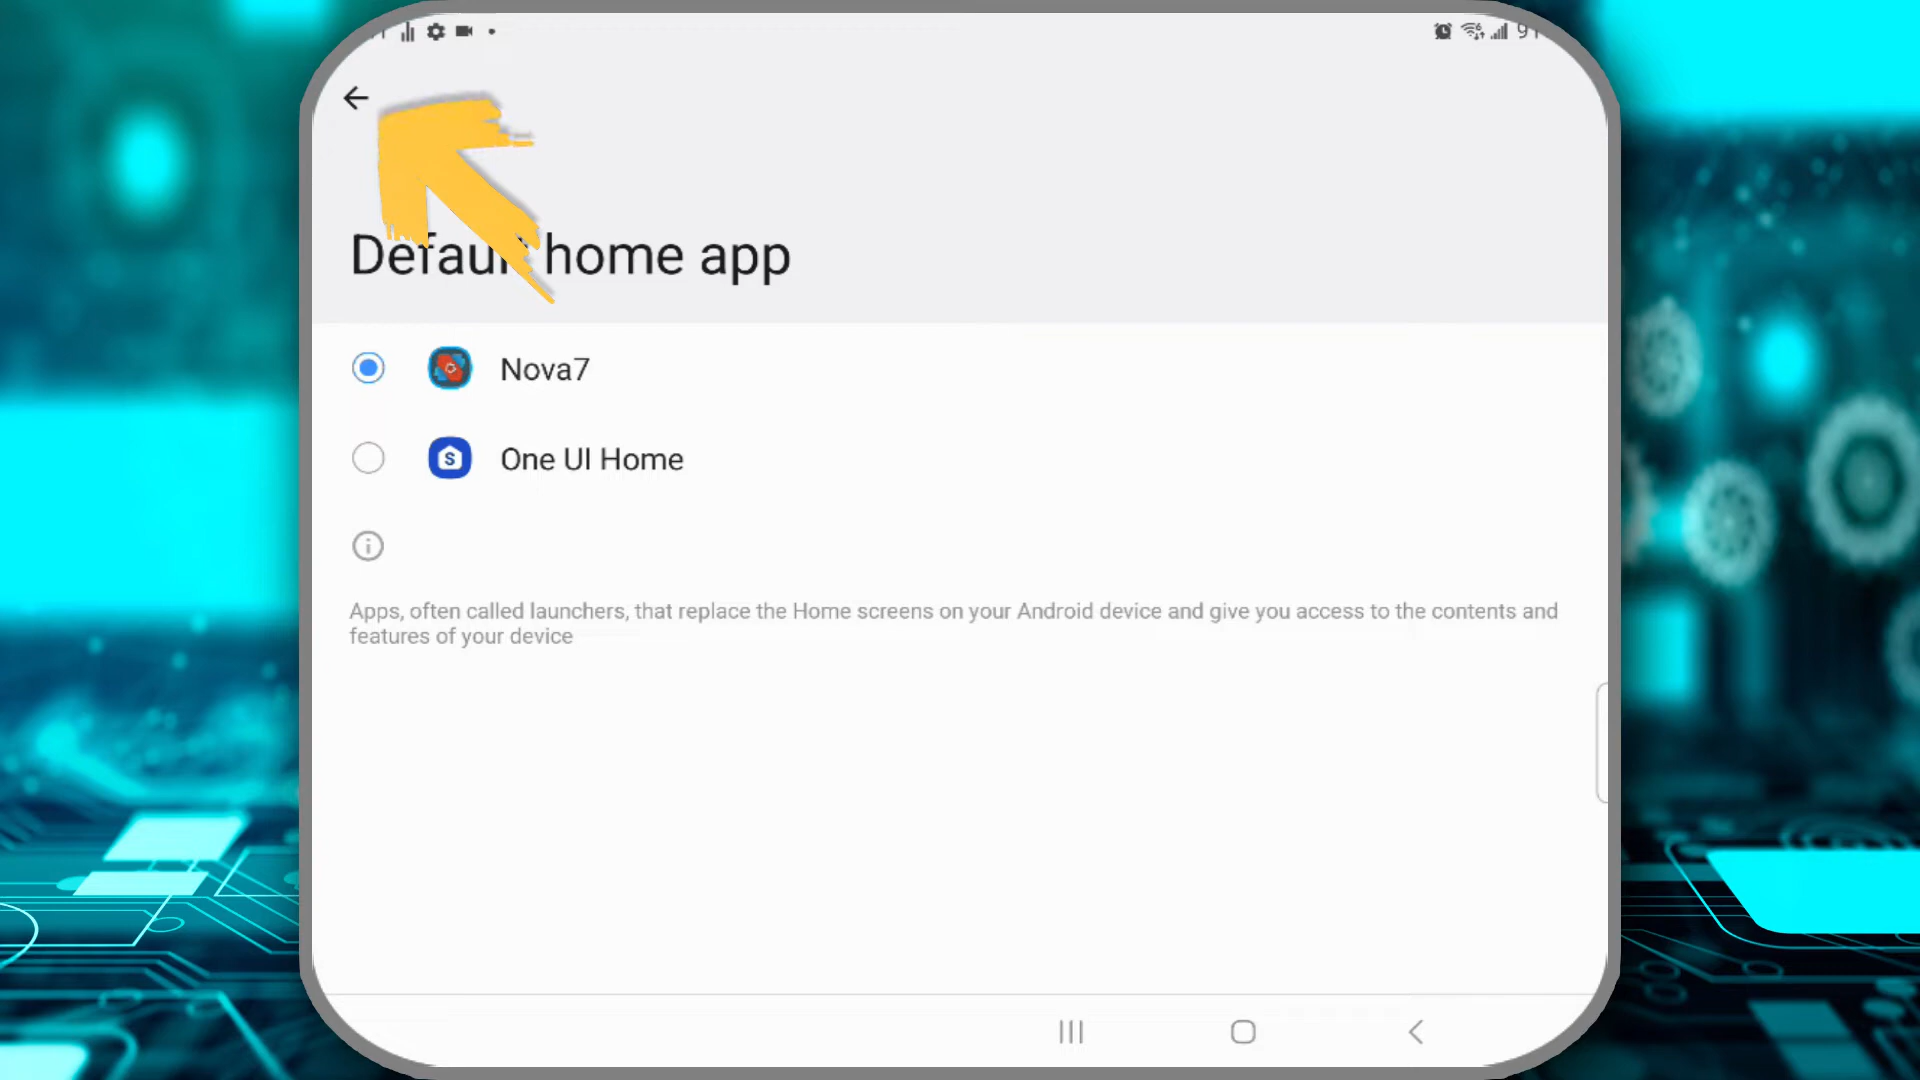 Default home app
Nova7
One UI Home
Apps, often called launchers, that replace the Home screens on your Android device and give you access to the contents and
features of your device